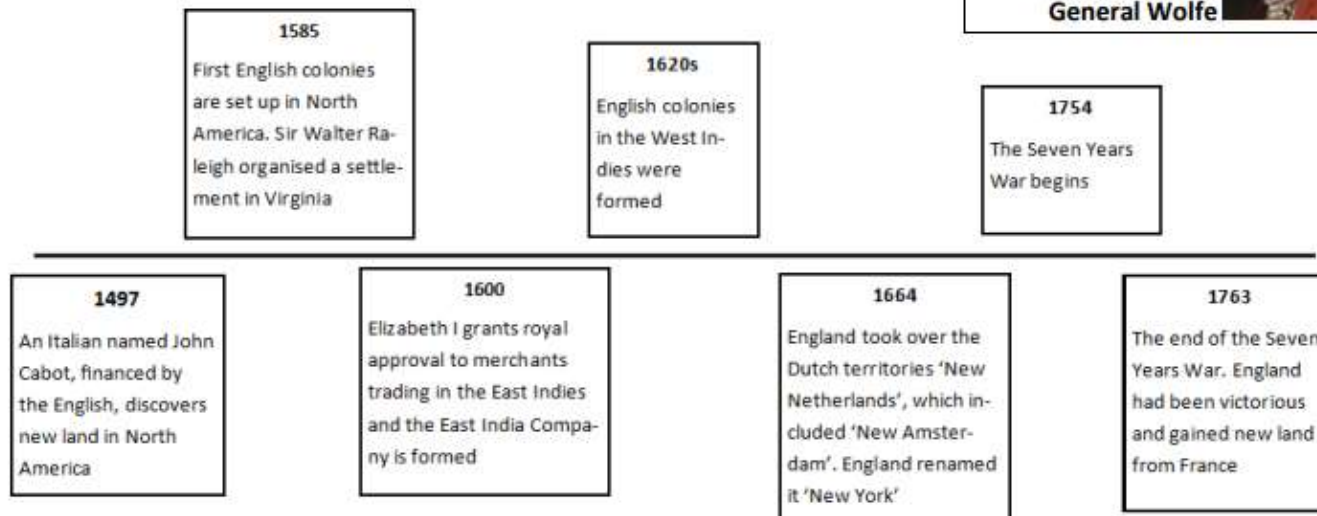 General Wolfe
1585
First English colonies
are set up in North
America. Sir Walter Ra-
leigh organised a settle-
ment in Virginia
1620s
English colonies
in the West In-
dies were
formed
1754
The Seven Years
War begins
1497
An Italian named John
Cabot, financed by
the English, discovers
new land in North
America
1600
Elizabeth I grants royal
approval to merchants
trading in the East Indies
and the East India Compa-
ny is formed
1664
England took over the
Dutch territories ‘New
Netherlands’, which in-
cluded ‘New Amster-
dam’. England renamed
it ‘New York’
1763
The end of the Seven
Years War. England
had been victorious
and gained new land
from France